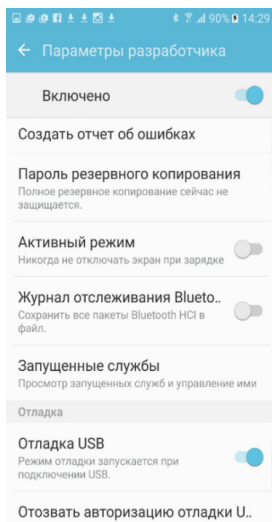 90% 14:29
Параметры разработчика
Включено
Создать отчет об ошибках
Пароль резервного копирования
Полное резервное копирование сейчас не
защищается.
Активный режим
Никогда не отключать экран при зарядке
Журнал отслеживания Blueto..
Сохранить все пакеты Bluetooth HCI в
файл.
Запущенные службы
Просмотр запущенных служб и управление ими
Отладка
Отладка USB
Режим отладки запускается при
подключении USB.
Отозвать авторизацию отладки U..